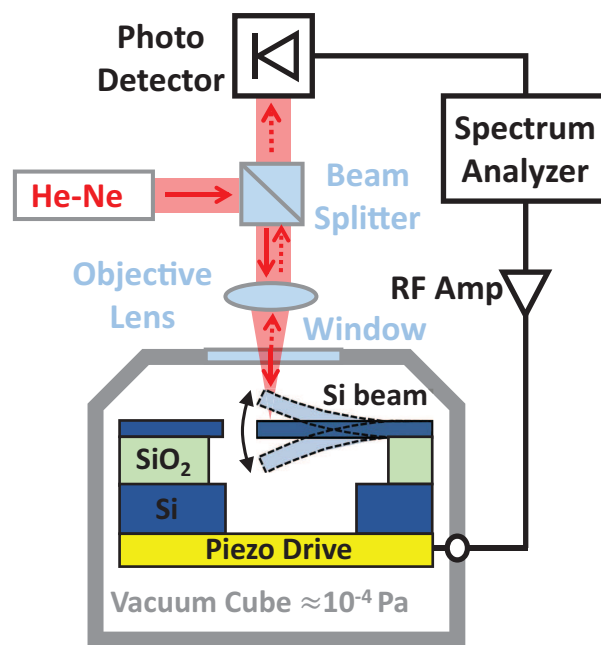 Photo
Detector
Spectrum
Analyzer
He-Ne
Beam
Splitter
Objective
Lens
RF Amp
Window
Si beam
SiO₂
Si
Piezo Drive
Vacuum Cube ≈10⁻⁴ Pa